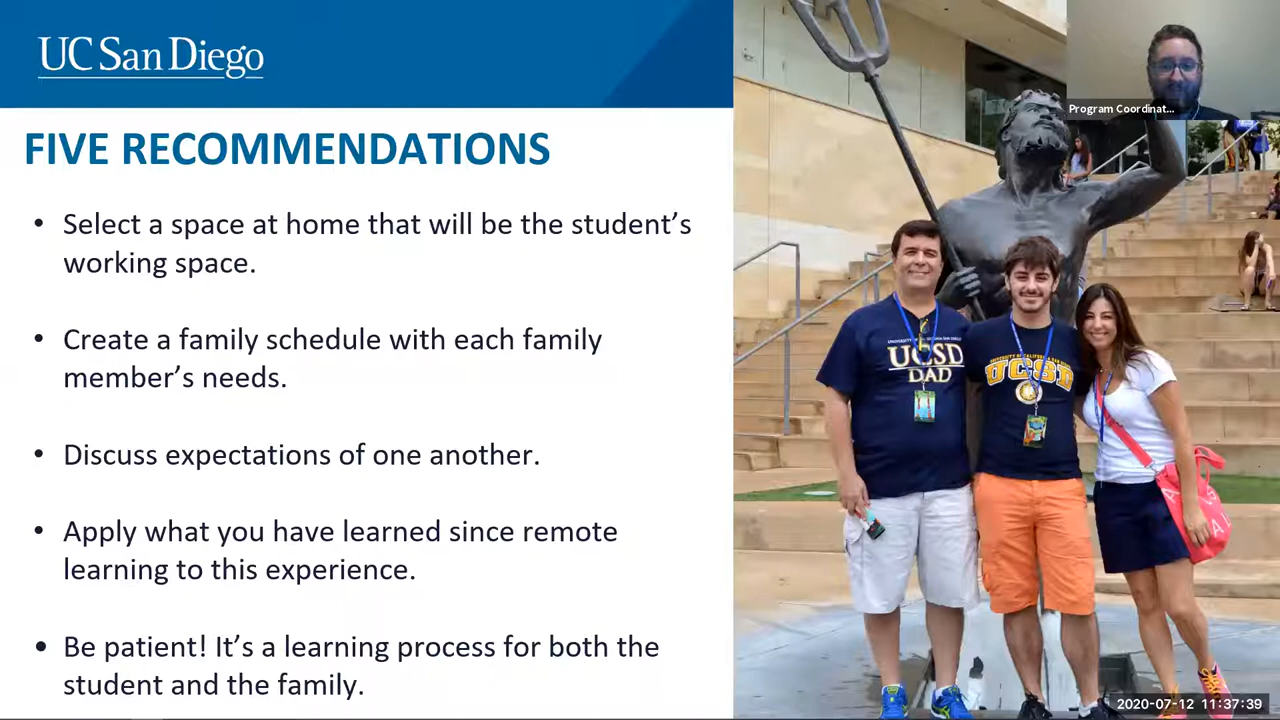 UC San Diego
FIVE RECOMMENDATIONS
• Select a space at home that will be the student’s
working space.
• Create a family schedule with each family
member’s needs.
• Discuss expectations of one another.
• Apply what you have learned since remote
learning to this experience.
• Be patient! It’s a learning process for both the
student and the family.
Program Coordinat...
UCSD
DAD
UCSD
2020-07-12 11:37:39